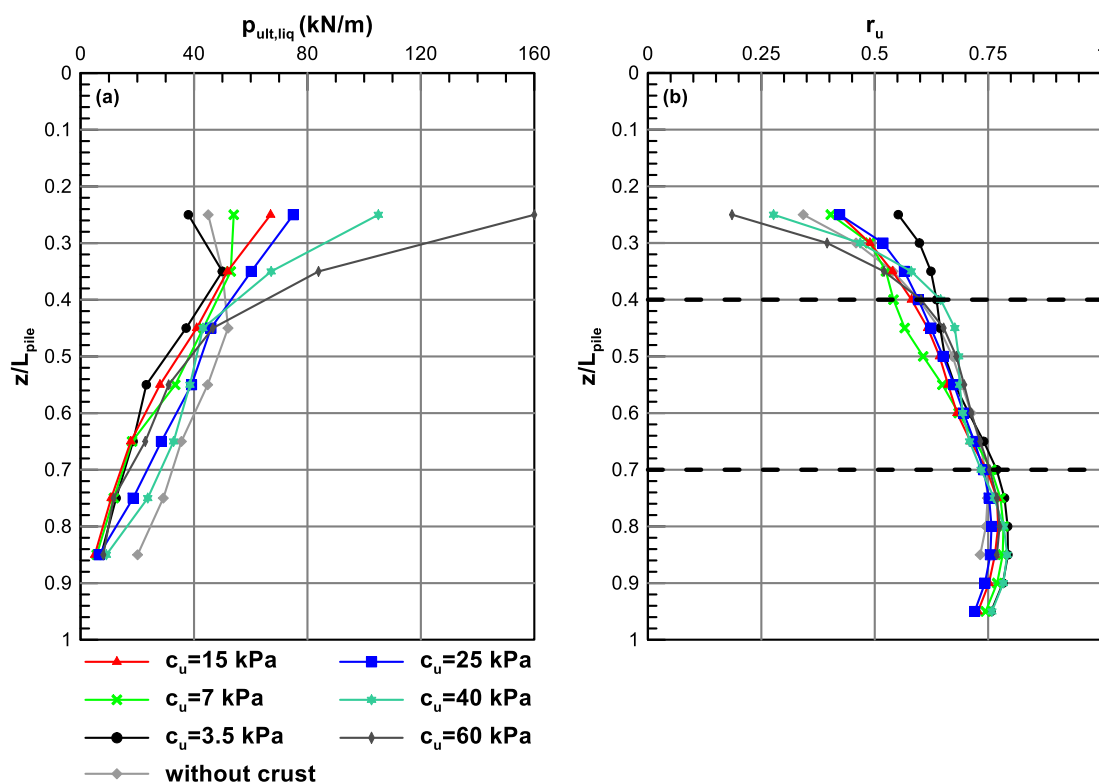 p_ult,liq (kN/m)
0 40 80 120 160
(a)
0
0.1
0.2
0.3
0.4
0.5
0.6
0.7
0.8
0.9
1
z/L_pile
r_u
0 0.25 0.5 0.75 1
(b)
0
0.1
0.2
0.3
0.4
0.5
0.6
0.7
0.8
0.9
1
z/L_pile
c_u=15 kPa
c_u=25 kPa
c_u=7 kPa
c_u=40 kPa
c_u=3.5 kPa
c_u=60 kPa
without crust